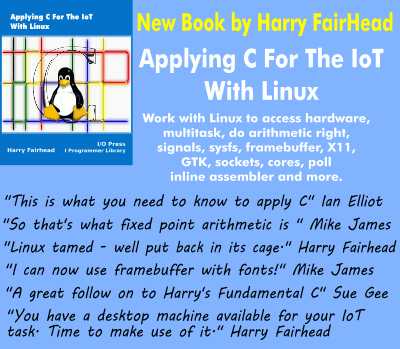 Applying C For The IoT
With Linux
I/O Press
Harry Fairhead
I Programmer Library
New Book by Harry FairHead
Applying C For The IoT
With Linux
Work with Linux to access hardware,
multitask, do arithmetic right,
signals, sysfs, framebuffer, X11,
GTK, sockets, cores, poll
inline assembler and more.
"This is what you need to know to apply C" Ian Elliot
"So that's what fixed point arithmetic is " Mike James
"Linux tamed - well put back in its cage." Harry Fairhead
"I can now use framebuffer with fonts!" Mike James
"A great follow on to Harry's Fundamental C" Sue Gee
"You have a desktop machine available for your IoT
task. Time to make use of it." Harry Fairhead